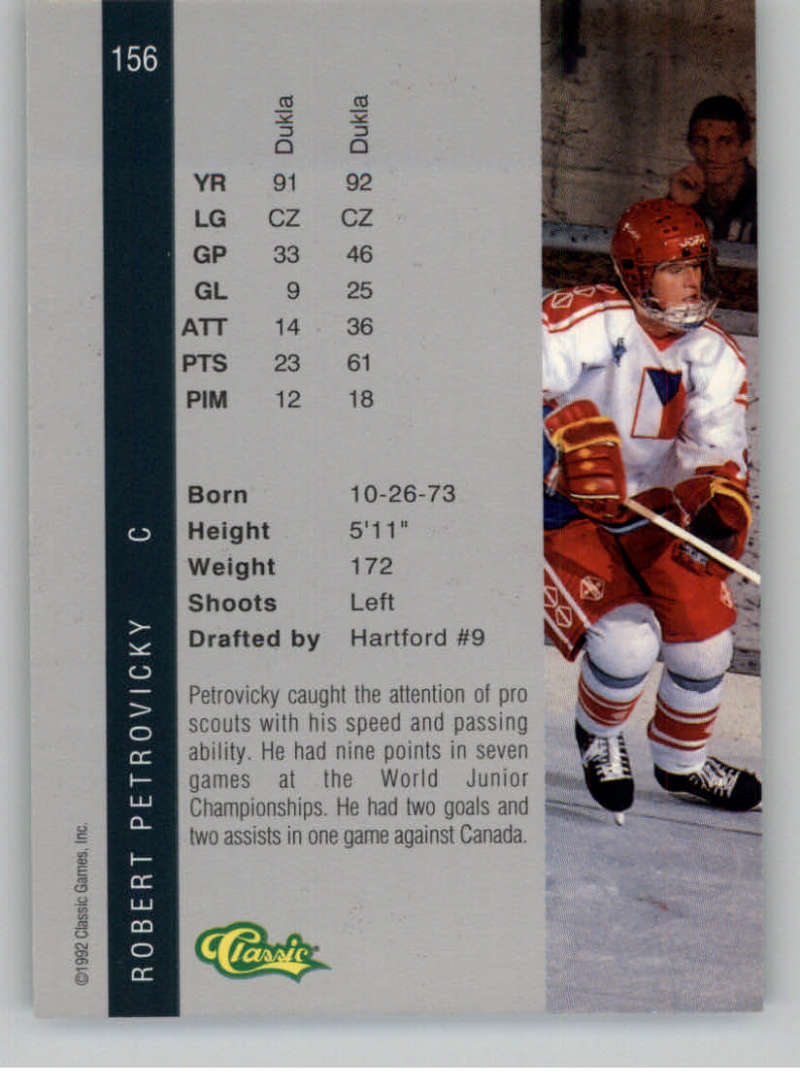 156
Dukla Dukla
YR 91 92
LG CZ CZ
GP 33 46
GL 9 25
ATT 14 36
PTS 23 61
PIM 12 18
Born 10-26-73
Height 5'11"
Weight 172
Shoots Left
Drafted by Hartford #9
Petrovicky caught the attention of pro
scouts with his speed and passing
ability. He had nine points in seven
games at the World Junior
Championships. He had two goals and
two assists in one game against Canada.
ROBERT PETROVICKY C
©1992 Classic Games, Inc.
Classic
JOFA